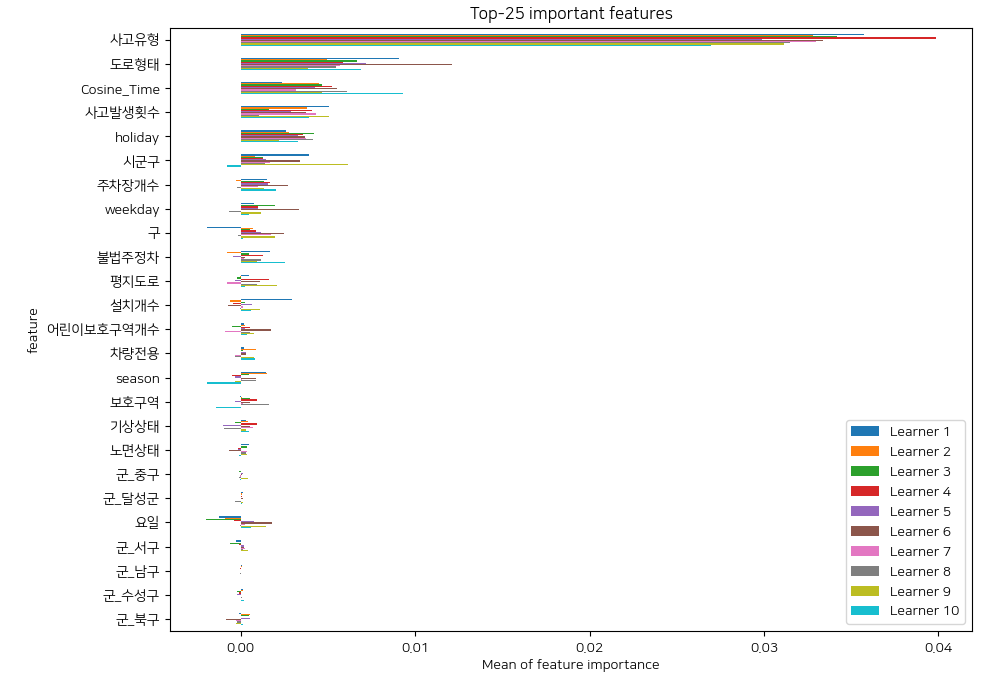 Top-25 important features
feature
사고유형
도로형태
Cosine_Time
사고발생횟수
holiday
시군구
주차장개수
weekday
구
불법주정차
평지도로
설치개수
어린이보호구역개수
차량전용
season
보호구역
기상상태
노면상태
군_중구
군_달성군
요일
군_서구
군_남구
군_수성구
군_북구
Learner 1
Learner 2
Learner 3
Learner 4
Learner 5
Learner 6
Learner 7
Learner 8
Learner 9
Learner 10
0.00 0.01 0.02 0.03 0.04
Mean of feature importance